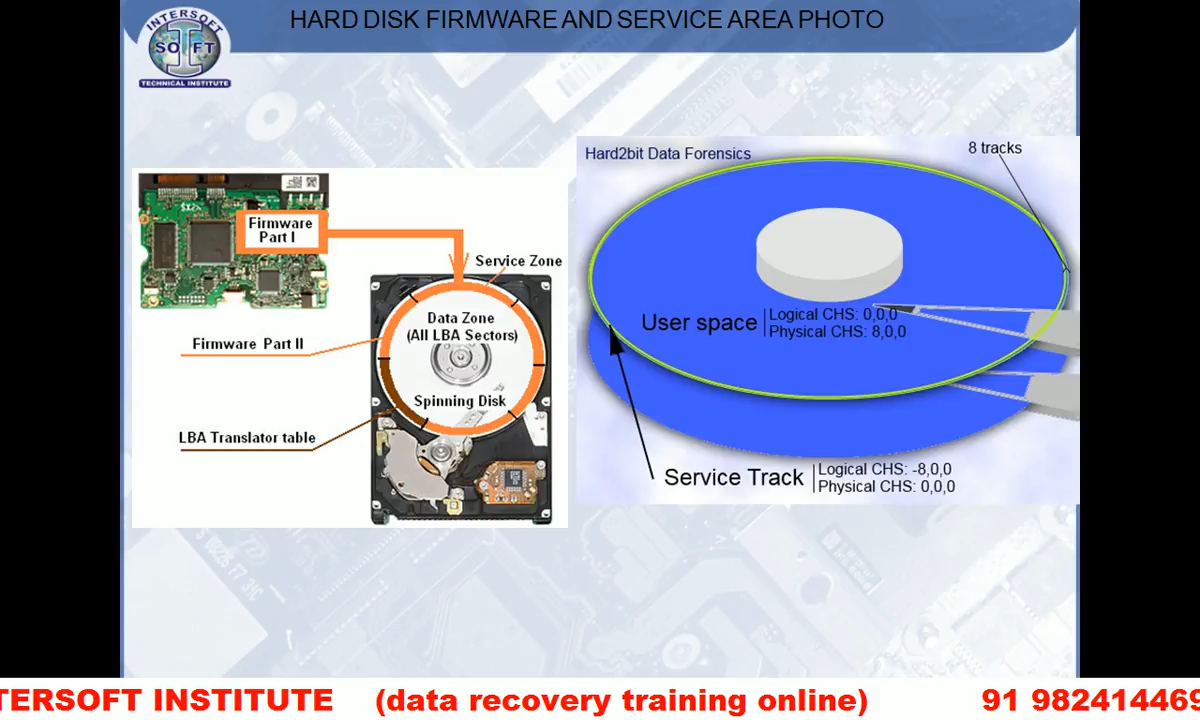 HARD DISK FIRMWARE AND SERVICE AREA PHOTO
INTERSOFT
SOFT
TECHNICAL INSTITUTE
Firmware
Part I
Service Zone
Data Zone
(All LBA Sectors)
Firmware Part II
Spinning Disk
LBA Translator table
Hard2bit Data Forensics
8 tracks
User space
Logical CHS: 0,0,0
Physical CHS: 8,0,0
Service Track
Logical CHS: -8,0,0
Physical CHS: 0,0,0
TERSOFT INSTITUTE (data recovery training online) 91 982414469